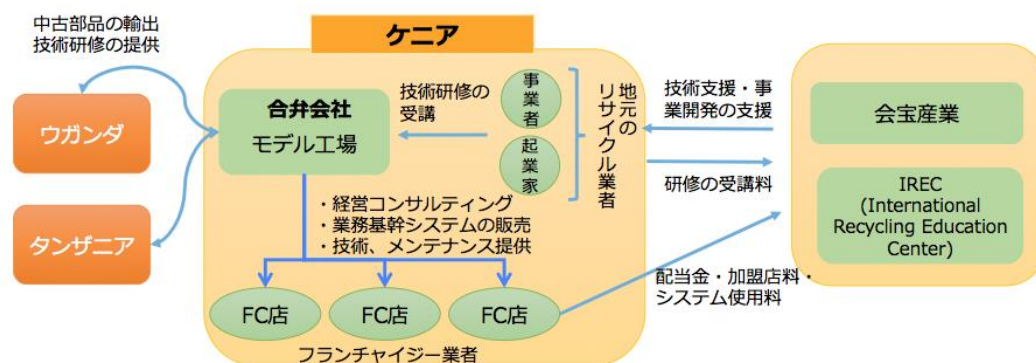 中古部品の輸出
技術研修の提供
ウガンダ
タンザニア
ケニア
合弁会社
モデル工場
技術研修の
受講
事業者
起業家
地元の
リサイクル業者
・経営コンサルティング
・業務基幹システムの販売
・技術、メンテナンス提供
FC店
FC店
FC店
フランチャイジー業者
技術支援・事
業開発の支援
研修の受講料
配当金・加盟店料・
システム使用料
会宝産業
IREC
(International
Recycling Education
Center)